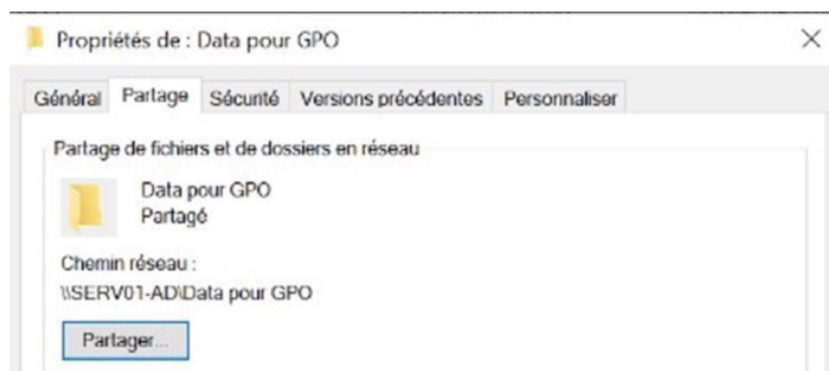 Propriétés de : Data pour GPO
Général Partage Sécurité Versions précédentes Personnaliser
Partage de fichiers et de dossiers en réseau
Data pour GPO
Partagé
Chemin réseau :
\\SERV01-AD\Data pour GPO
Partager...